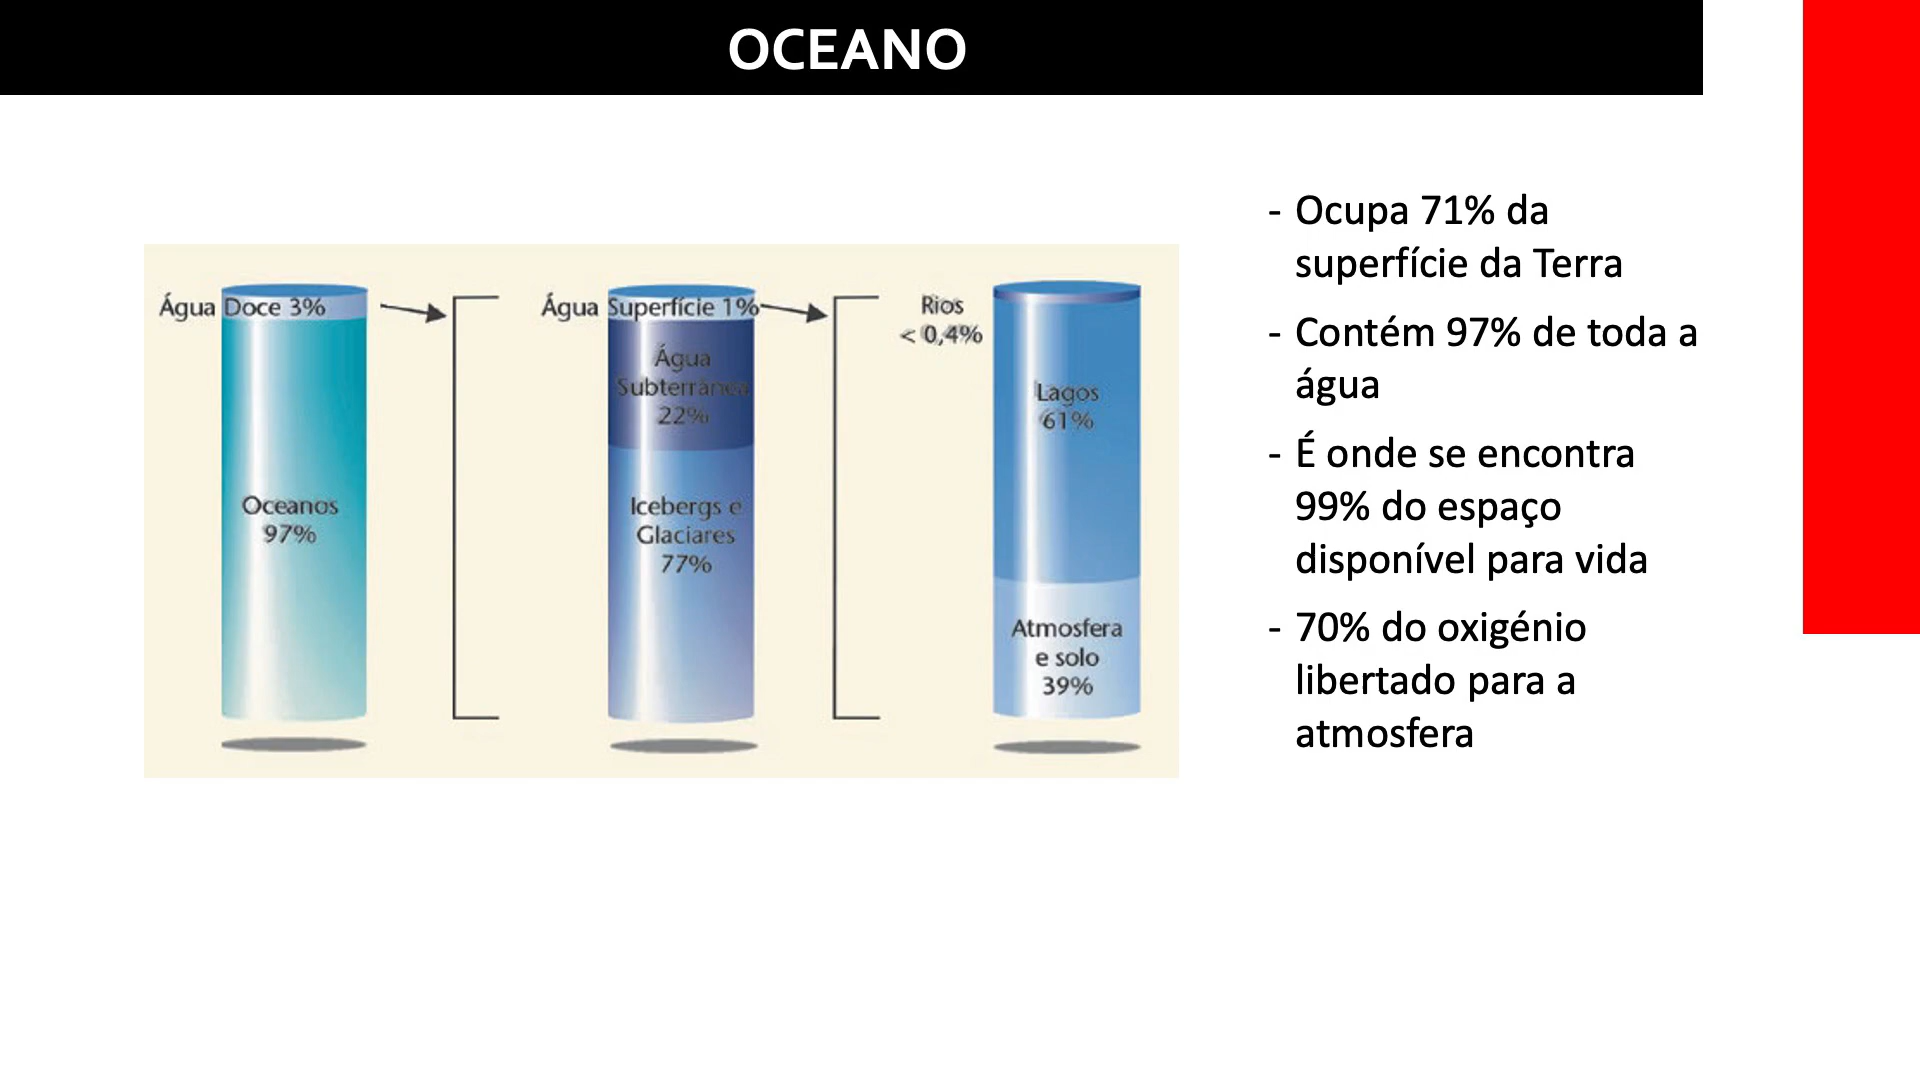 OCEANO
Água Doce 3%
Oceanos
97%
Água Superfície 1%
Água
Subterrânea
22%
Icebergs e
Glaciares
77%
Rios
< 0,4%
Lagos
61%
Atmosfera
e solo
39%
- Ocupa 71% da
superfície da Terra
- Contém 97% de toda a
água
- É onde se encontra
99% do espaço
disponível para vida
- 70% do oxigénio
libertado para a
atmosfera